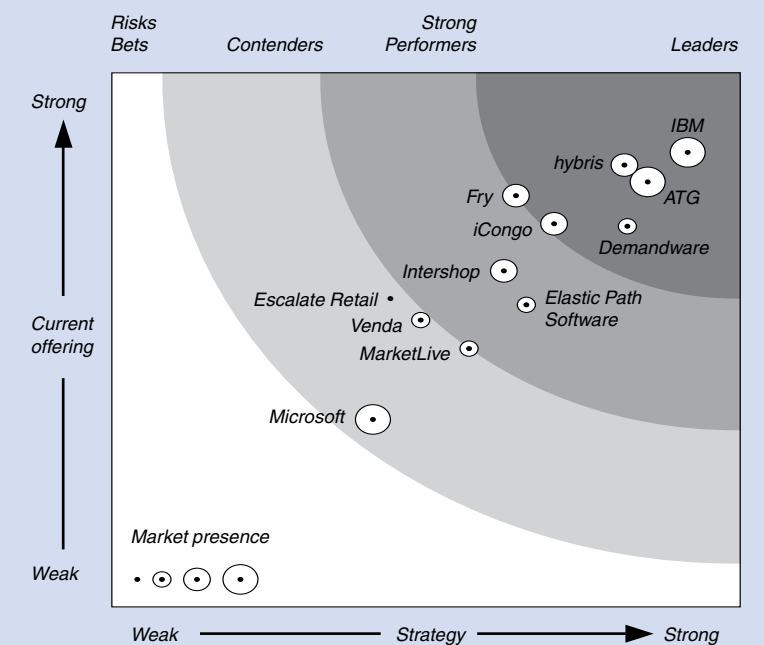 Risks
Bets
Contenders
Strong
Performers
Leaders
Strong
IBM
hybris
ATG
Fry
iCongo
Demandware
Intershop
Escalate Retail
Elastic Path
Software
Venda
Current
offering
MarketLive
Microsoft
Market presence
Weak
Weak
Strategy
Strong